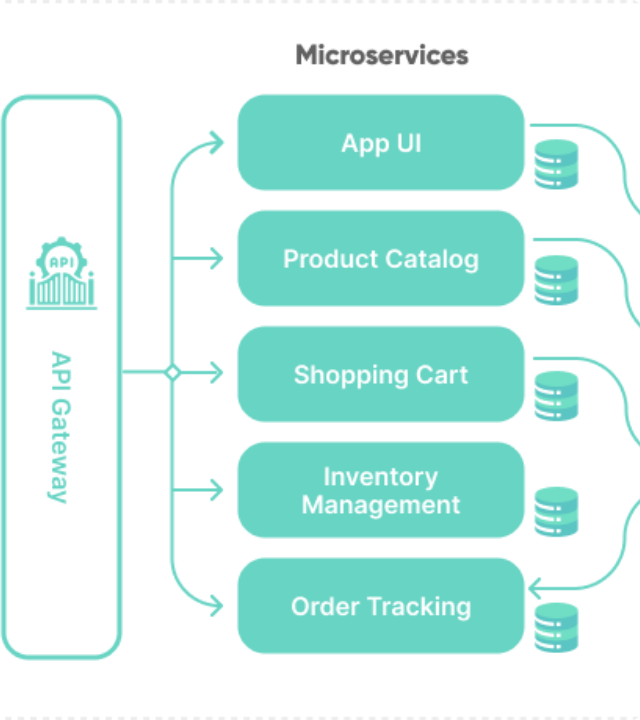 Microservices
App UI
API
Product Catalog
API Gateway
Shopping Cart
Inventory
Management
Order Tracking